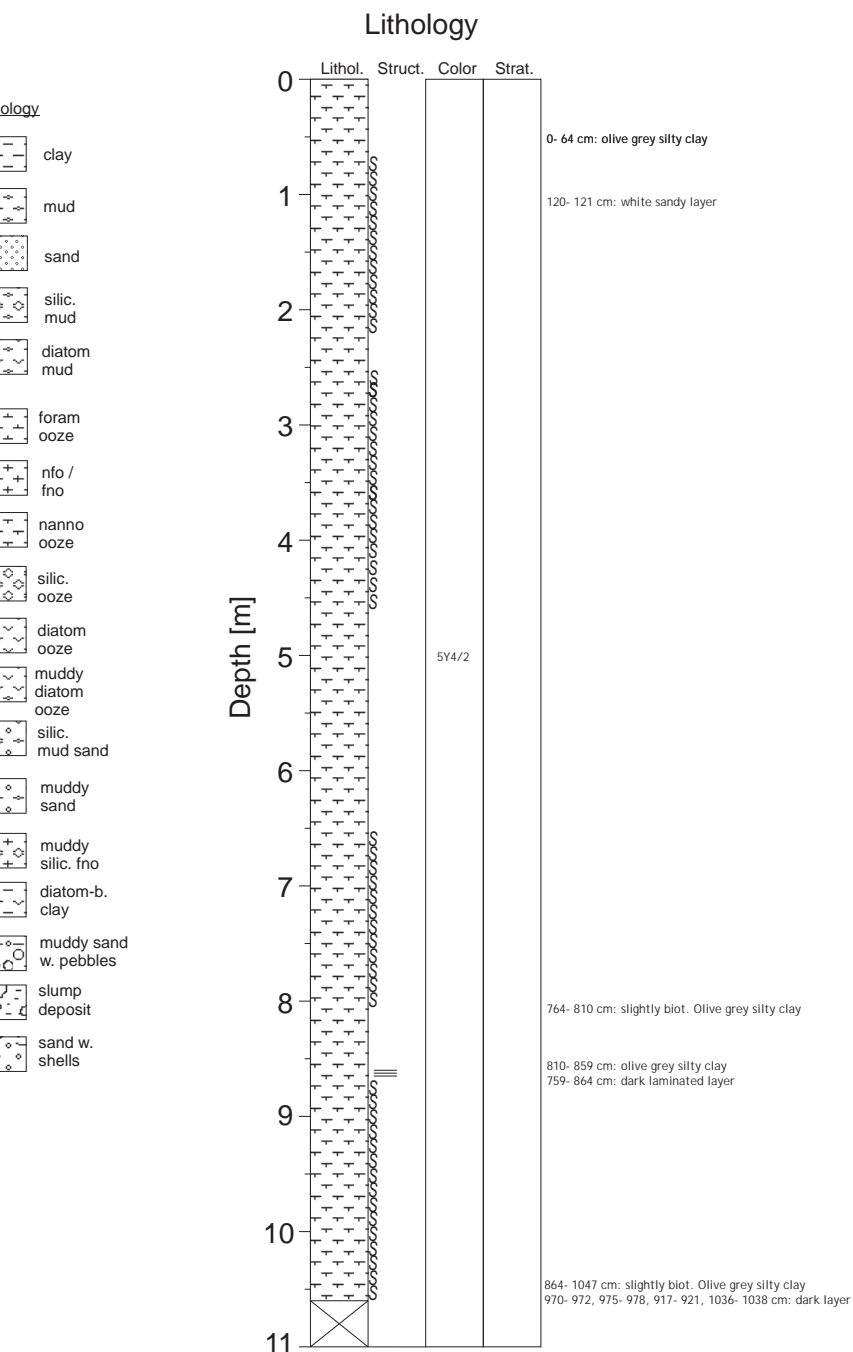 Lithology
Lithol. Struct. Color Strat.
ology
clay
mud
sand
silic.
mud
diatom
mud
foram
ooze
nfo /
fno
nanno
ooze
silic.
ooze
diatom
ooze
muddy
diatom
ooze
silic.
mud sand
muddy
sand
muddy
silic. fno
diatom-b.
clay
muddy sand
w. pebbles
slump
deposit
sand w.
shells
Depth [m]
0
1
2
3
4
5
6
7
8
9
10
11
5Y4/2
0- 64 cm: olive grey silty clay
120- 121 cm: white sandy layer
764- 810 cm: slightly biot. Olive grey silty clay
810- 859 cm: olive grey silty clay
759- 864 cm: dark laminated layer
864- 1047 cm: slightly biot. Olive grey silty clay
970- 972, 975- 978, 917- 921, 1036- 1038 cm: dark layer